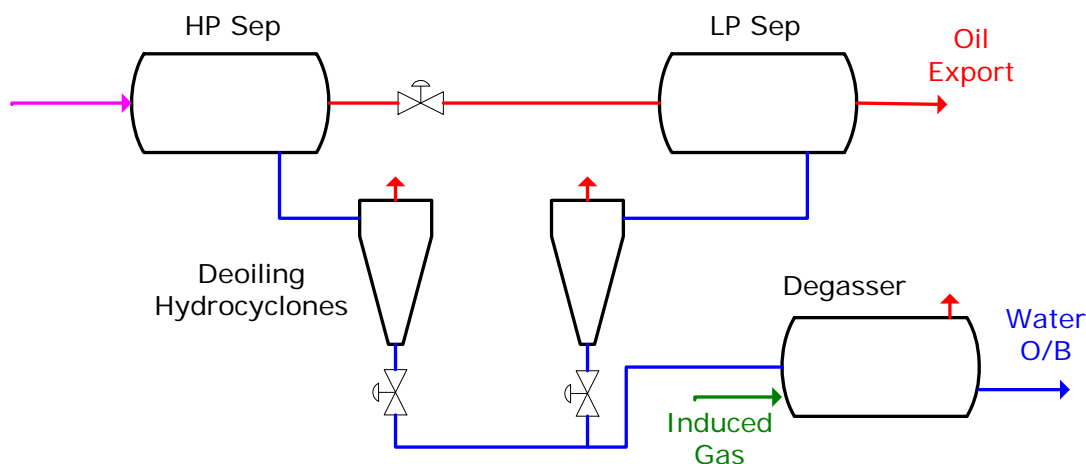 HP Sep
LP Sep
Oil
Export
Deoiling
Hydrocyclones
Degasser
Water
O/B
Induced
Gas